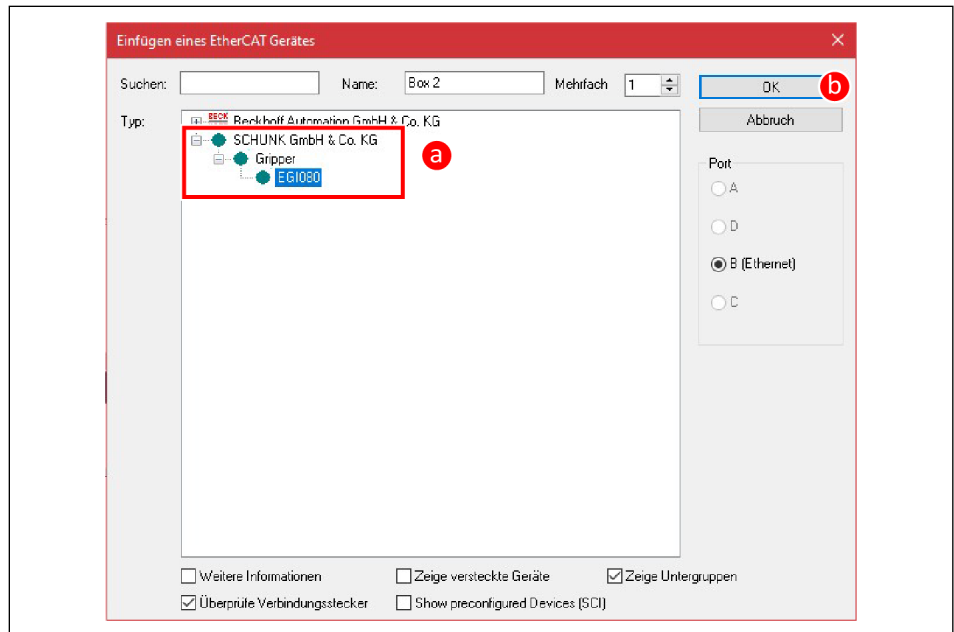 Einfügen eines EtherCAT Gerätes
Suchen: Name: Box 2 Mehrfach 1 OK b
Typ: BECK Beckhoff Automation GmbH & Co. KG Abbruch
SCHUNK GmbH & Co. KG
a
Gripper
EGI080
Port
A
D
B (Ethernet)
C
Weitere Informationen Zeige versteckte Geräte Zeige Untergruppen
Überprüfe Verbindungsstecker Show preconfigured Devices (SCI)